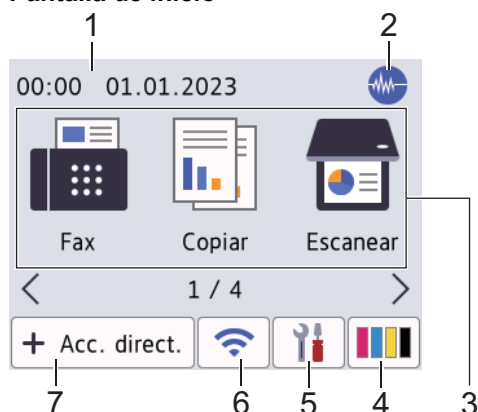 Pantalla de Inicio
1 2
00:00 01.01.2023
Fax Copiar Escanear
1 / 4
+ Acc. direct.
7 6 5 4 3